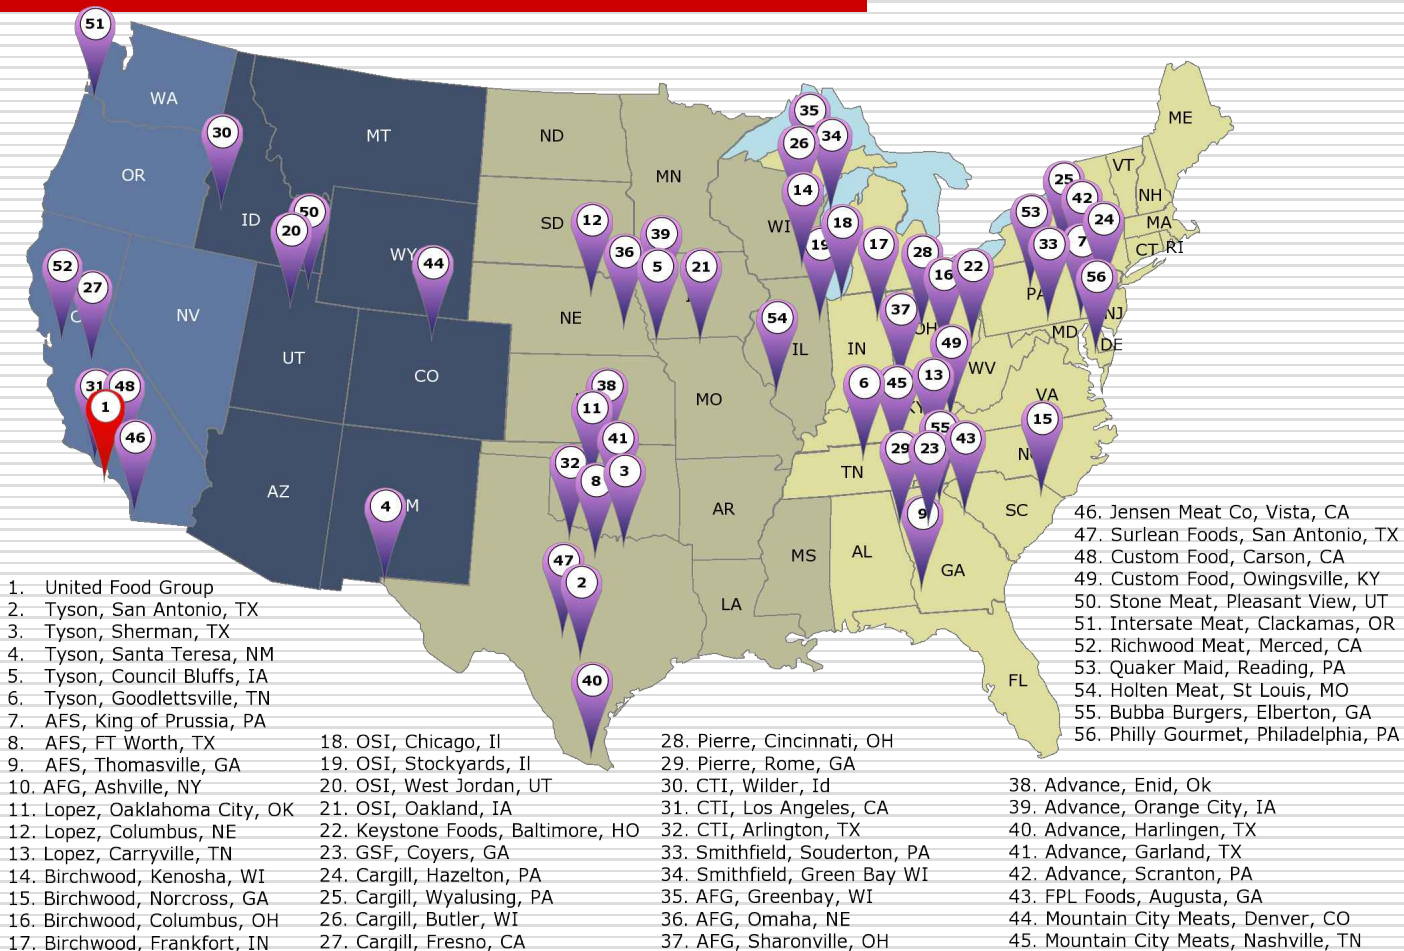 51
WA
30
MT
OR
ND
MN
35
26
34
ME
VT
NH
25
42
MA
50
20
ID
SD
12
14
WI
18
19
53
24
CT
RI
36
39
17
28
33
7
52
27
44
WY
5
21
16
22
56
PA
C
NV
NE
54
37
OH
NJ
MD
DE
UT
IL
IN
49
WV
CO
38
6
45
13
31
48
1
11
MO
KY
VA
15
46
41
55
43
32
29
23
N
AZ
4
M
8
3
TN
AR
9
SC
47
2
MS
AL
GA
LA
40
FL
1. United Food Group
2. Tyson, San Antonio, TX
3. Tyson, Sherman, TX
4. Tyson, Santa Teresa, NM
5. Tyson, Council Bluffs, IA
6. Tyson, Goodlettsville, TN
7. AFS, King of Prussia, PA
8. AFS, FT Worth, TX
9. AFS, Thomasville, GA
10. AFG, Ashville, NY
11. Lopez, Oaklahoma City, OK
12. Lopez, Columbus, NE
13. Lopez, Carryville, TN
14. Birchwood, Kenosha, WI
15. Birchwood, Norcross, GA
16. Birchwood, Columbus, OH
17. Birchwood, Frankfort, IN
18. OSI, Chicago, Il
19. OSI, Stockyards, Il
20. OSI, West Jordan, UT
21. OSI, Oakland, IA
22. Keystone Foods, Baltimore, HO
23. GSF, Coyers, GA
24. Cargill, Hazelton, PA
25. Cargill, Wyalusing, PA
26. Cargill, Butler, WI
27. Cargill, Fresno, CA
28. Pierre, Cincinnati, OH
29. Pierre, Rome, GA
30. CTI, Wilder, Id
31. CTI, Los Angeles, CA
32. CTI, Arlington, TX
33. Smithfield, Souderton, PA
34. Smithfield, Green Bay WI
35. AFG, Greenbay, WI
36. AFG, Omaha, NE
37. AFG, Sharonville, OH
38. Advance, Enid, Ok
39. Advance, Orange City, IA
40. Advance, Harlingen, TX
41. Advance, Garland, TX
42. Advance, Scranton, PA
43. FPL Foods, Augusta, GA
44. Mountain City Meats, Denver, CO
45. Mountain City Meats, Nashville, TN
46. Jensen Meat Co, Vista, CA
47. Surlean Foods, San Antonio, TX
48. Custom Food, Carson, CA
49. Custom Food, Owingsville, KY
50. Stone Meat, Pleasant View, UT
51. Intersate Meat, Clackamas, OR
52. Richwood Meat, Merced, CA
53. Quaker Maid, Reading, PA
54. Holten Meat, St Louis, MO
55. Bubba Burgers, Elberton, GA
56. Philly Gourmet, Philadelphia, PA